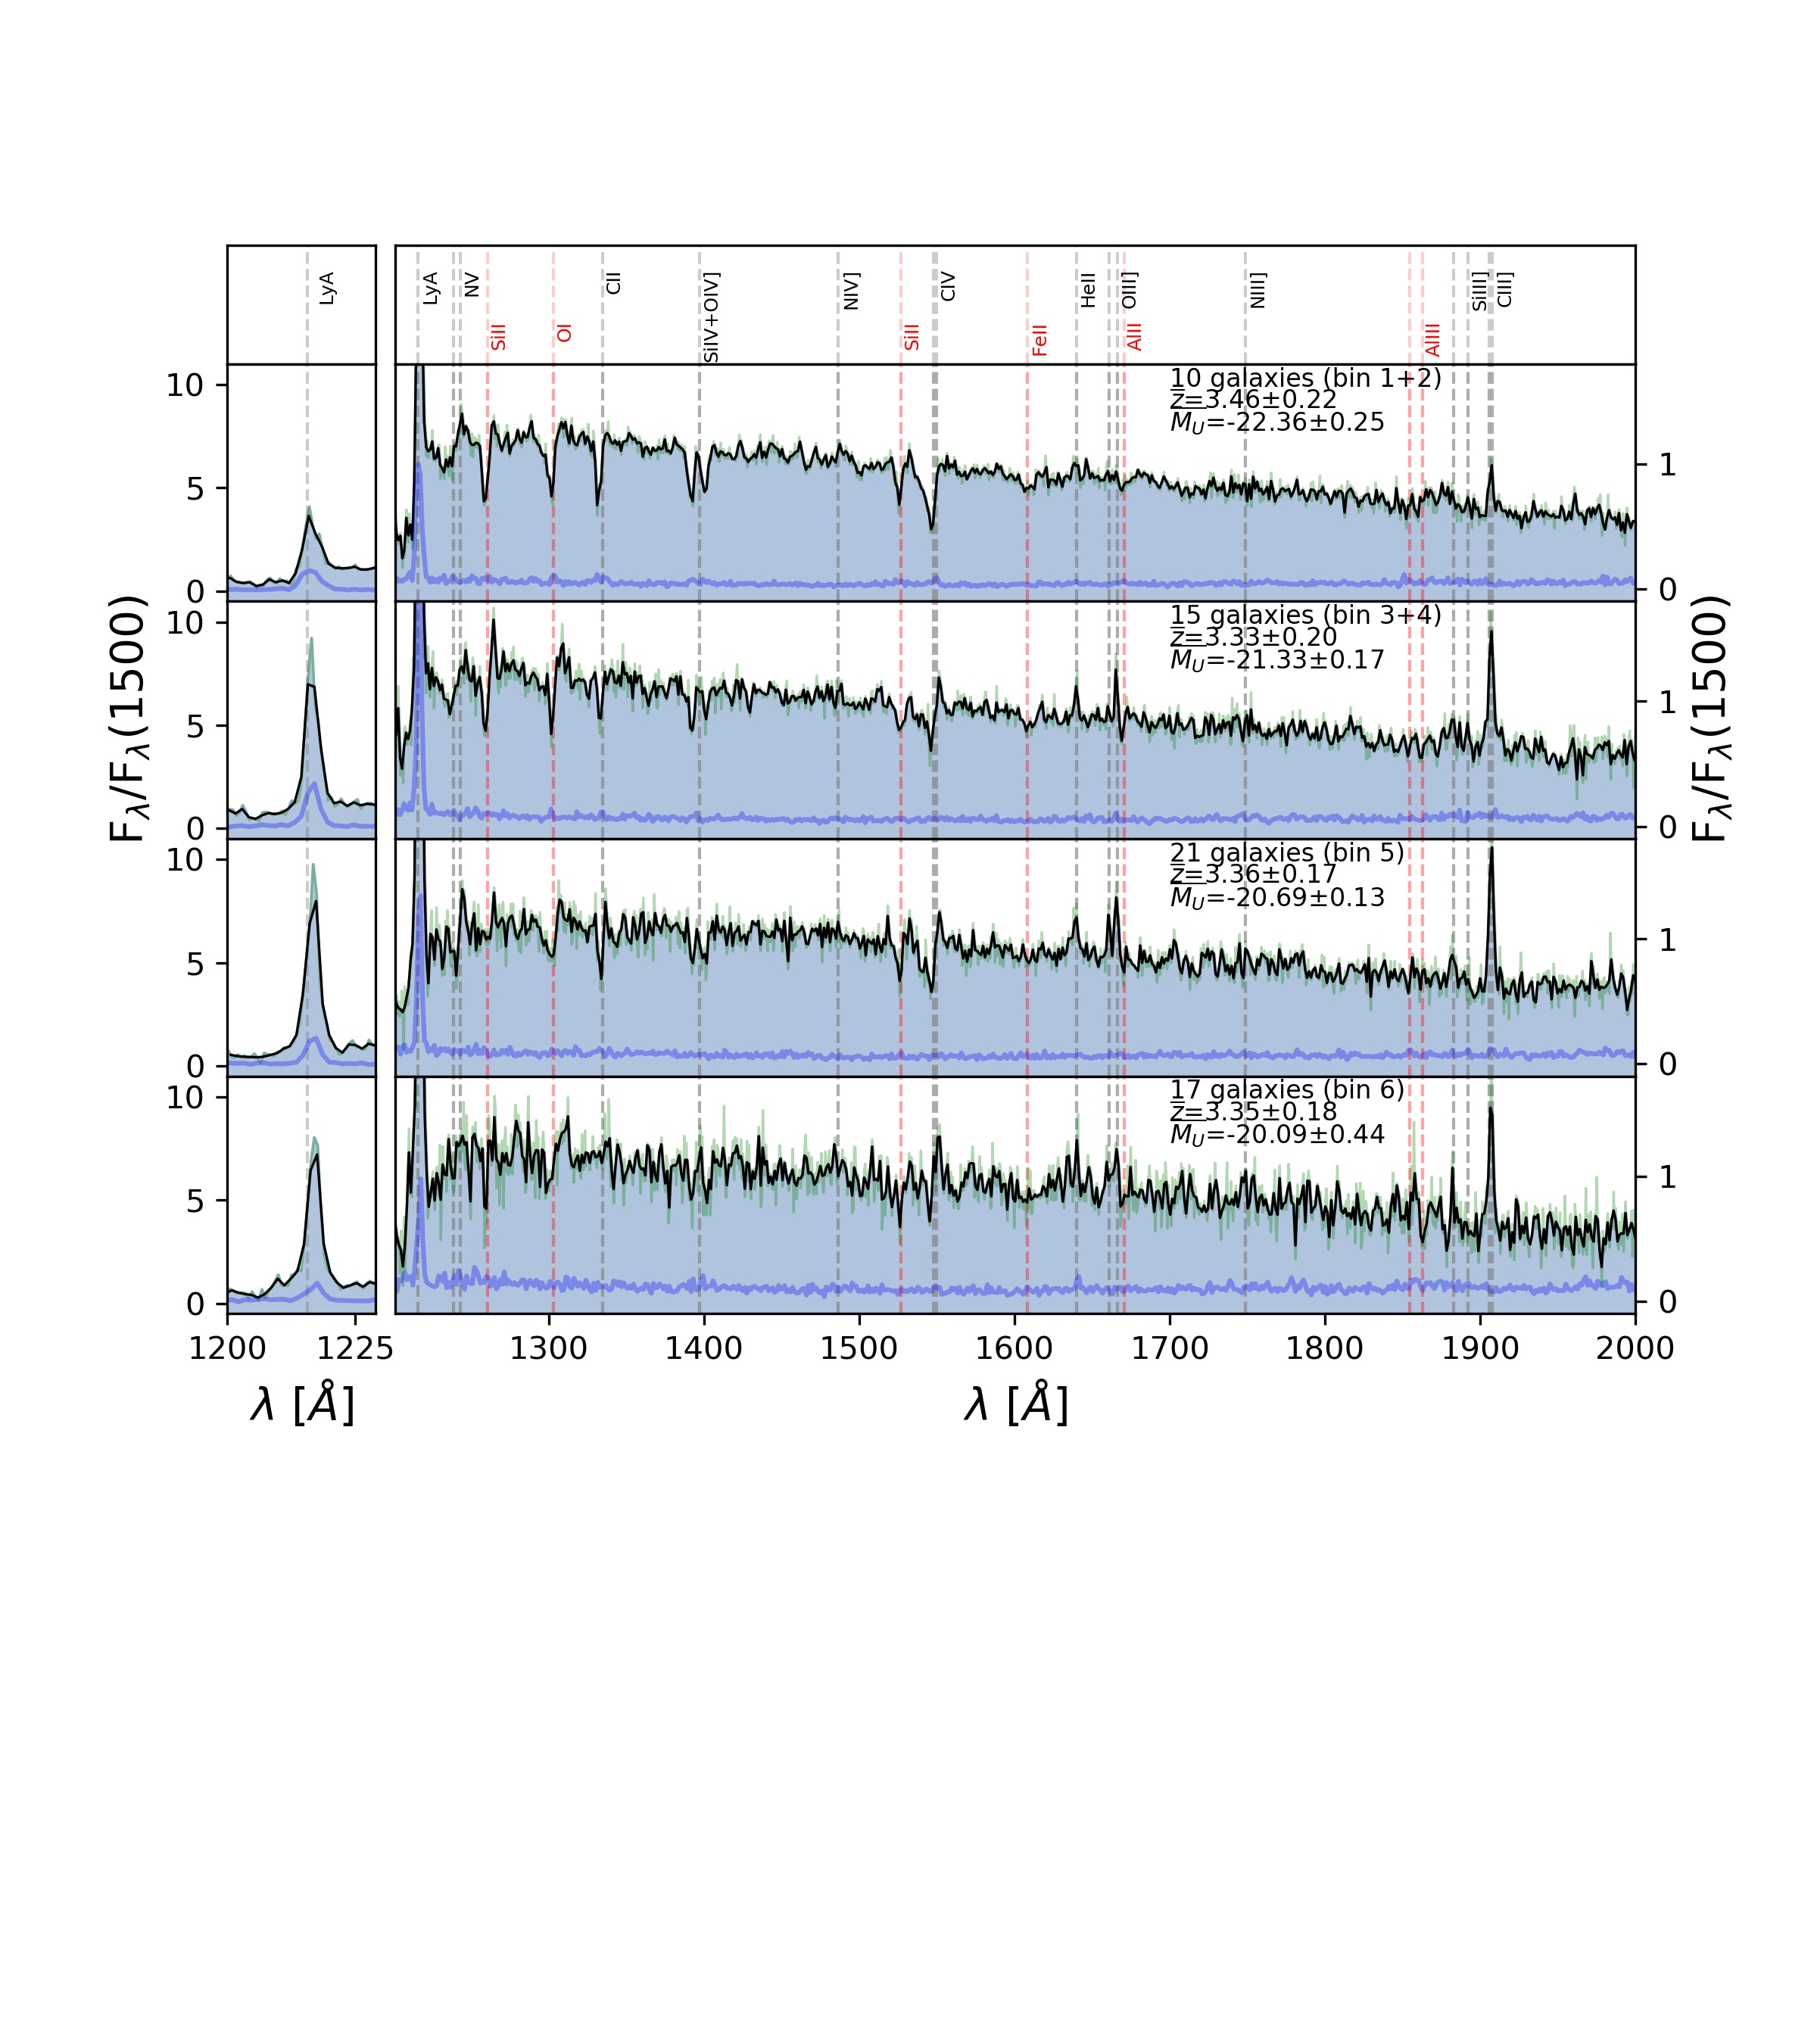 LyA
LyA
NV
SiII
OI
CII
SiIV+OIV]
NIV]
SiII
CIV
FeII
HeII
OIII]
AlII
NIII]
AlIII
SiIII]
CIII]
10
5
0
10 galaxies (bin 1+2)
z=3.46±0.22
M_U=-22.36±0.25
1
0
10
5
0
15 galaxies (bin 3+4)
z=3.33±0.20
M_U=-21.33±0.17
1
0
10
5
0
21 galaxies (bin 5)
z=3.36±0.17
M_U=-20.69±0.13
1
0
10
5
0
17 galaxies (bin 6)
z=3.35±0.18
M_U=-20.09±0.44
1
0
F_λ/F_λ(1500)
F_λ/F_λ(1500)
1200 1225 1300 1400 1500 1600 1700 1800 1900 2000
λ [Å] λ [Å]